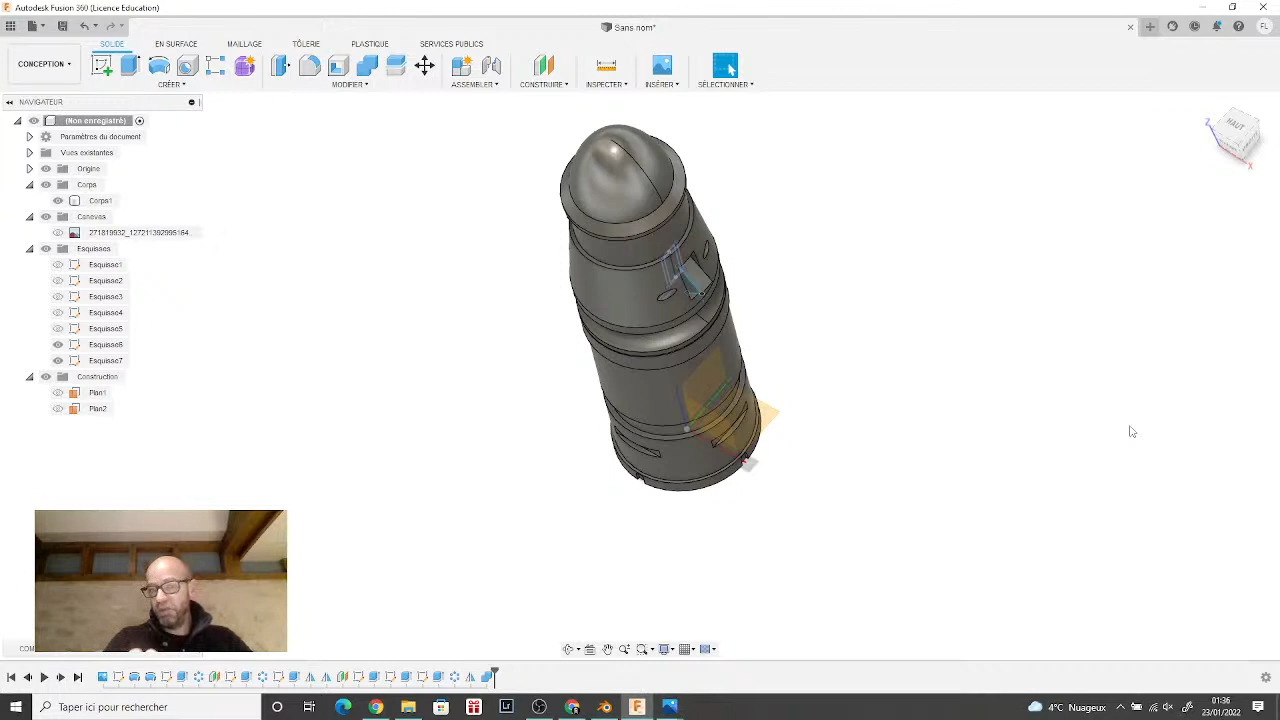 Autodesk Fusion 360 (Licence Education)
Sans nom*
FL
CONCEPTION
SOLIDE EN SURFACE MAILLAGE TÔLERIE PLASTIQUE SERVICES PUBLICS
CRÉER MODIFIER ASSEMBLER CONSTRUIRE INSPECTER INSÉRER SÉLECTIONNER
NAVIGATEUR
(Non enregistré)
Paramètres du document
Vues existantes
Origine
Corps
Corps1
Canevas
271819932_127211392995164...
Esquisses
Esquisse1
Esquisse2
Esquisse3
Esquisse4
Esquisse5
Esquisse6
Esquisse7
Construction
Plan1
Plan2
HAUT
Z
X
COM
Taper ici pour rechercher
4°C Nuageux
01:36
23/01/2022